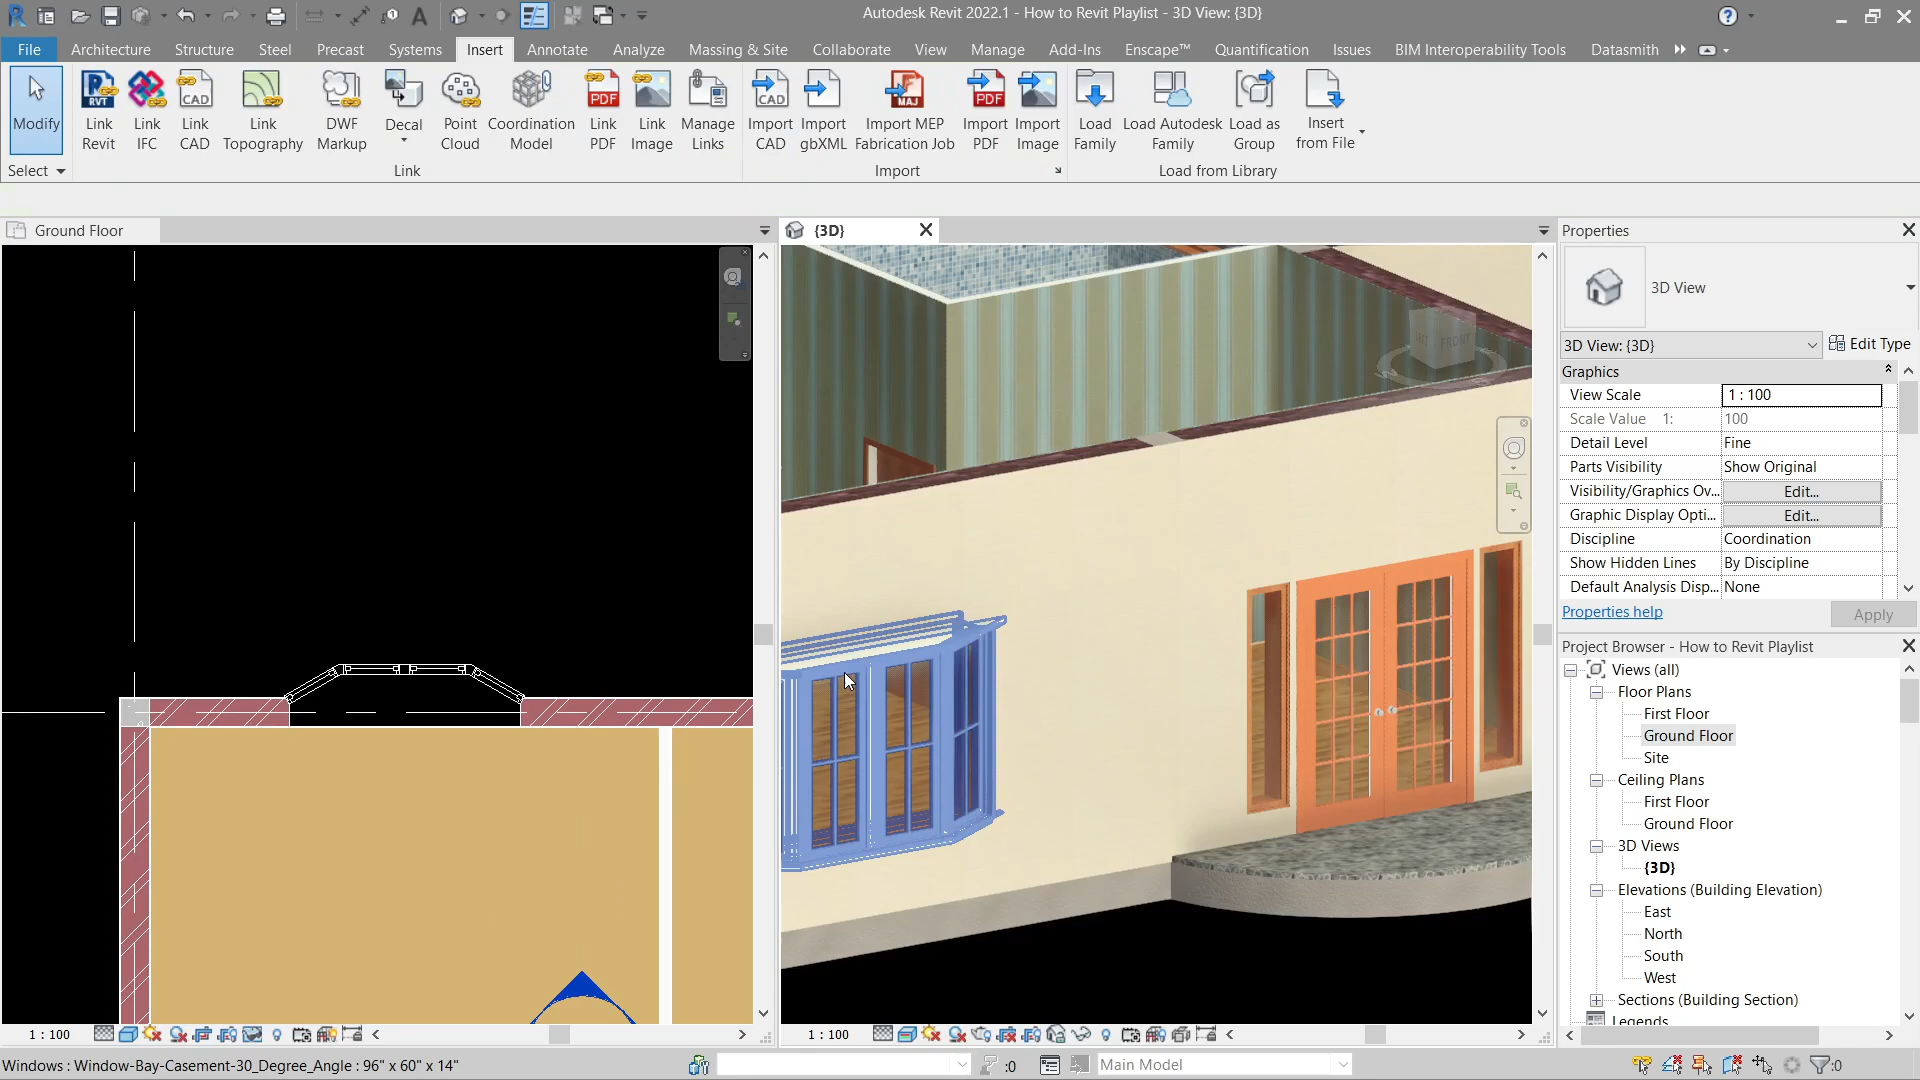 Autodesk Revit 2022.1 - How to Revit Playlist - 3D View: {3D}
File Architecture Structure Steel Precast Systems Insert Annotate Analyze Massing & Site Collaborate View Manage Add-Ins Enscape™ Quantification Issues BIM Interoperability Tools Datasmith
Modify
Link Revit
Link IFC
Link CAD
Link Topography
DWF Markup
Decal
Point Cloud
Coordination Model
Link PDF
Link Image
Manage Links
Import CAD
Import gbXML
Import MEP Fabrication Job
Import PDF
Import Image
Load Family
Load Autodesk Family
Load as Group
Insert from File
Select Link Import Load from Library
Ground Floor
{3D}
FRONT
Properties
3D View
3D View: {3D} Edit Type
Graphics
View Scale 1 : 100
Scale Value 1: 100
Detail Level Fine
Parts Visibility Show Original
Visibility/Graphics Ov... Edit...
Graphic Display Opti... Edit...
Discipline Coordination
Show Hidden Lines By Discipline
Default Analysis Disp... None
Properties help Apply
Project Browser - How to Revit Playlist
Views (all)
Floor Plans
First Floor
Ground Floor
Site
Ceiling Plans
First Floor
Ground Floor
3D Views
{3D}
Elevations (Building Elevation)
East
North
South
West
Sections (Building Section)
Legends
1 : 100
1 : 100
Windows : Window-Bay-Casement-30_Degree_Angle : 96" x 60" x 14"
:0
Main Model
:0